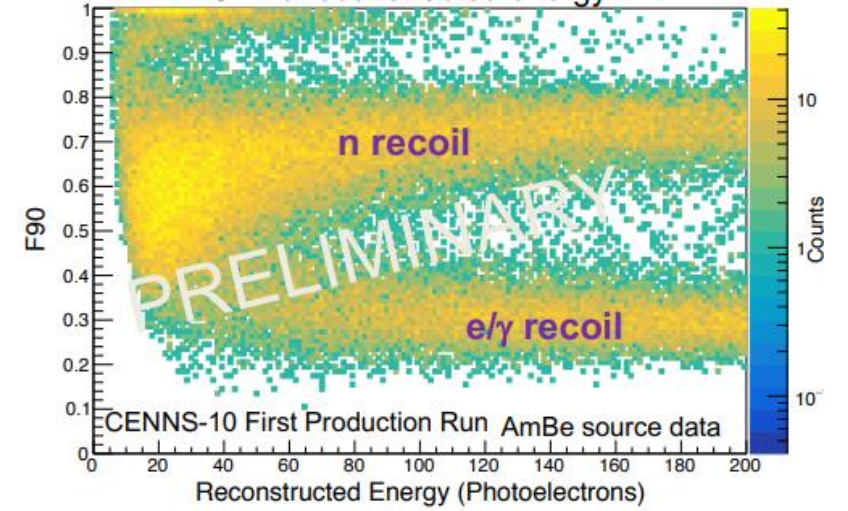 1
0.9
0.8
0.7
0.6
0.5
0.4
0.3
0.2
0.1
0
F90
n recoil
PRELIMINARY
e/γ recoil
CENNS-10 First Production Run AmBe source data
0 20 40 60 80 100 120 140 160 180 200
Reconstructed Energy (Photoelectrons)
10
1
10⁻
Counts